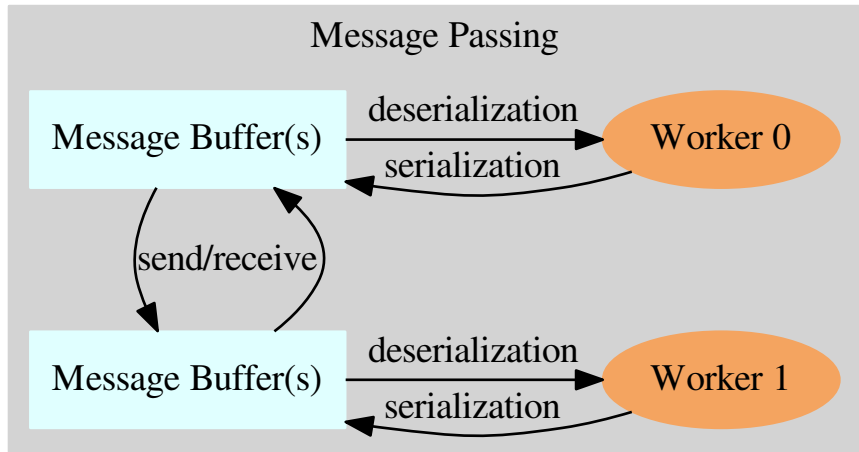 Message Passing
Message Buffer(s)
deserialization
Worker 0
serialization
send/receive
Message Buffer(s)
deserialization
Worker 1
serialization